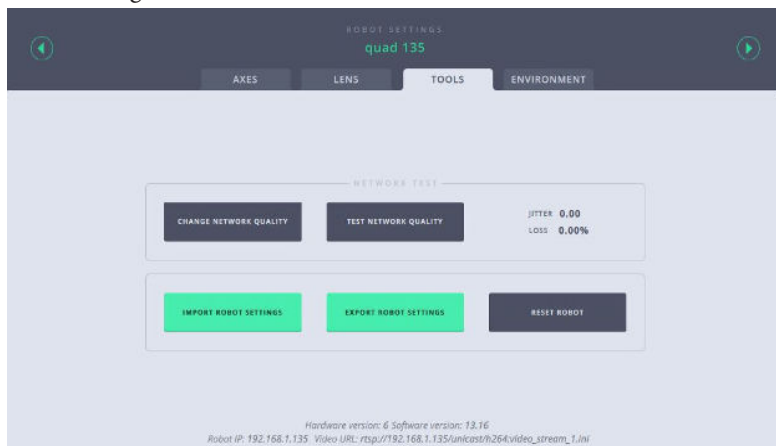 ROBOT SETTINGS
quad 135
AXES LENS TOOLS ENVIRONMENT
NETWORK TEST
CHANGE NETWORK QUALITY TEST NETWORK QUALITY JITTER 0.00
LOSS 0.00%
IMPORT ROBOT SETTINGS EXPORT ROBOT SETTINGS RESET ROBOT
Hardware version: 6 Software version: 13.16
Robot IP: 192.168.1.135 Video URL: rtsp://192.168.1.135/unicast/h264:video_stream_1.ini